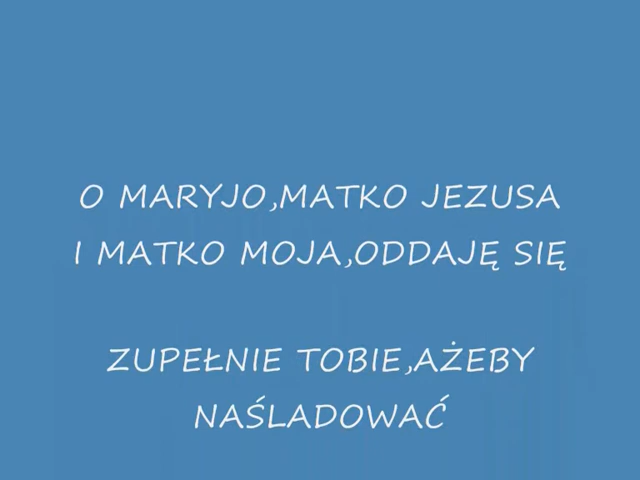 O MARYJO,MATKO JEZUSA
I MATKO MOJA,ODDAJĘ SIĘ
ZUPEŁNIE TOBIE,AŻEBY
NAŚLADOWAĆ